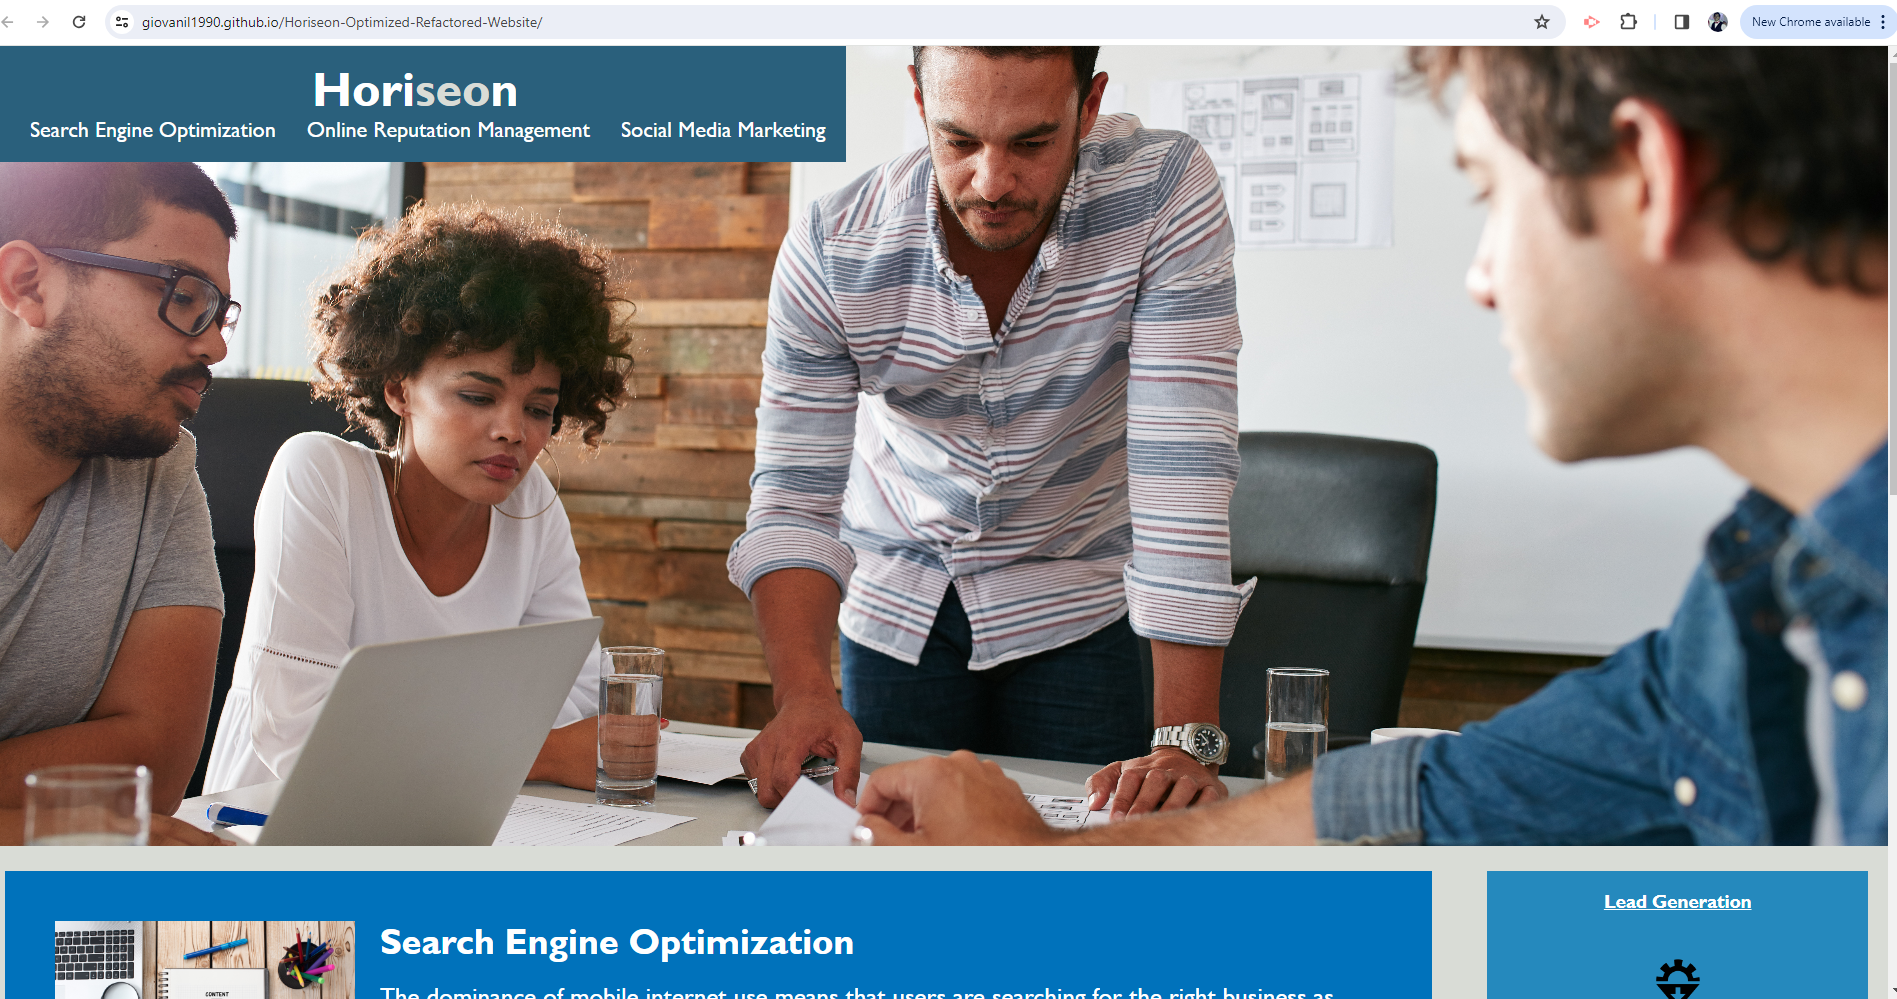 giovanil1990.github.io/Horiseon-Optimized-Refactored-Website/
New Chrome available
Horiseon
Search Engine Optimization Online Reputation Management Social Media Marketing
Search Engine Optimization
The dominance of mobile internet use means that users are searching for the right business as
CONTENT
Lead Generation